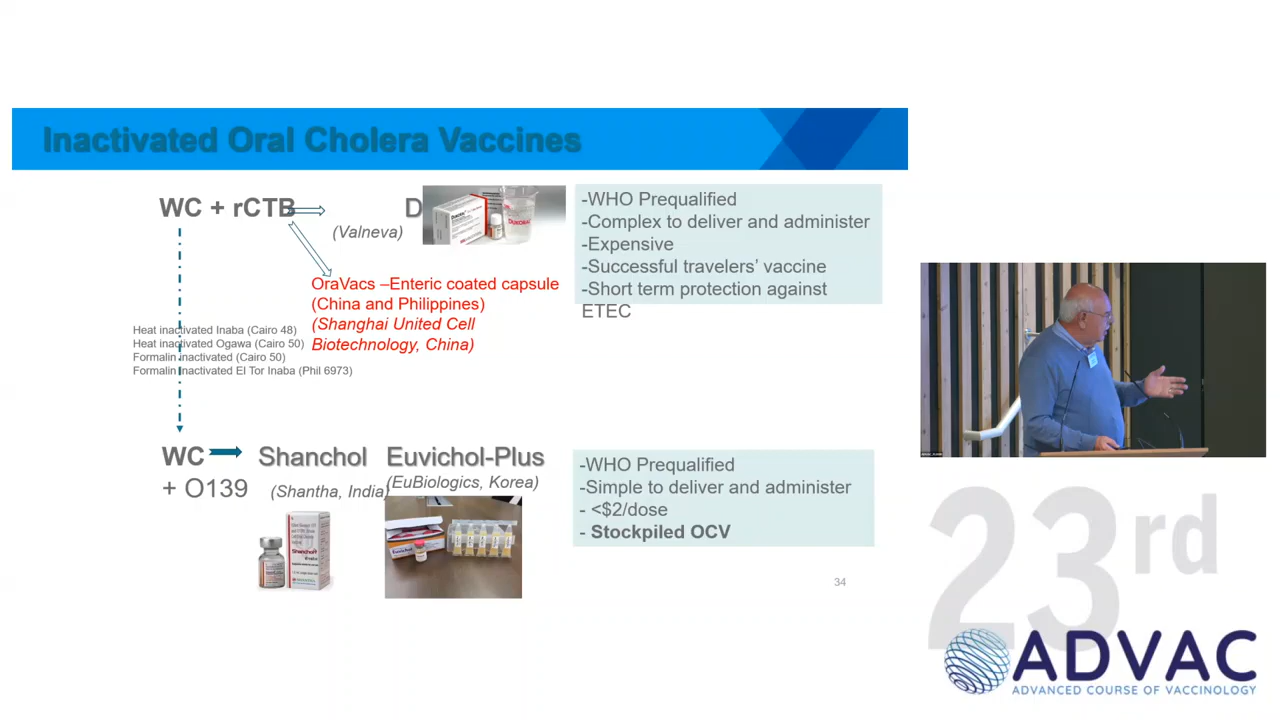 Inactivated Oral Cholera Vaccines
WC + rCTB
D
(Valneva)
DUKORAL
-WHO Prequalified
-Complex to deliver and administer
-Expensive
-Successful travelers' vaccine
-Short term protection against
ETEC
OraVacs –Enteric coated capsule
(China and Philippines)
(Shanghai United Cell
Biotechnology, China)
Heat inactivated Inaba (Cairo 48)
Heat inactivated Ogawa (Cairo 50)
Formalin inactivated (Cairo 50)
Formalin inactivated El Tor Inaba (Phil 6973)
WC
+ O139
Shanchol
(Shantha, India)
Euvichol-Plus
(EuBiologics, Korea)
Shanchol
Euvichol
-WHO Prequalified
-Simple to deliver and administer
- <$2/dose
- Stockpiled OCV
34
23rd
ADVAC
ADVANCED COURSE OF VACCINOLOGY